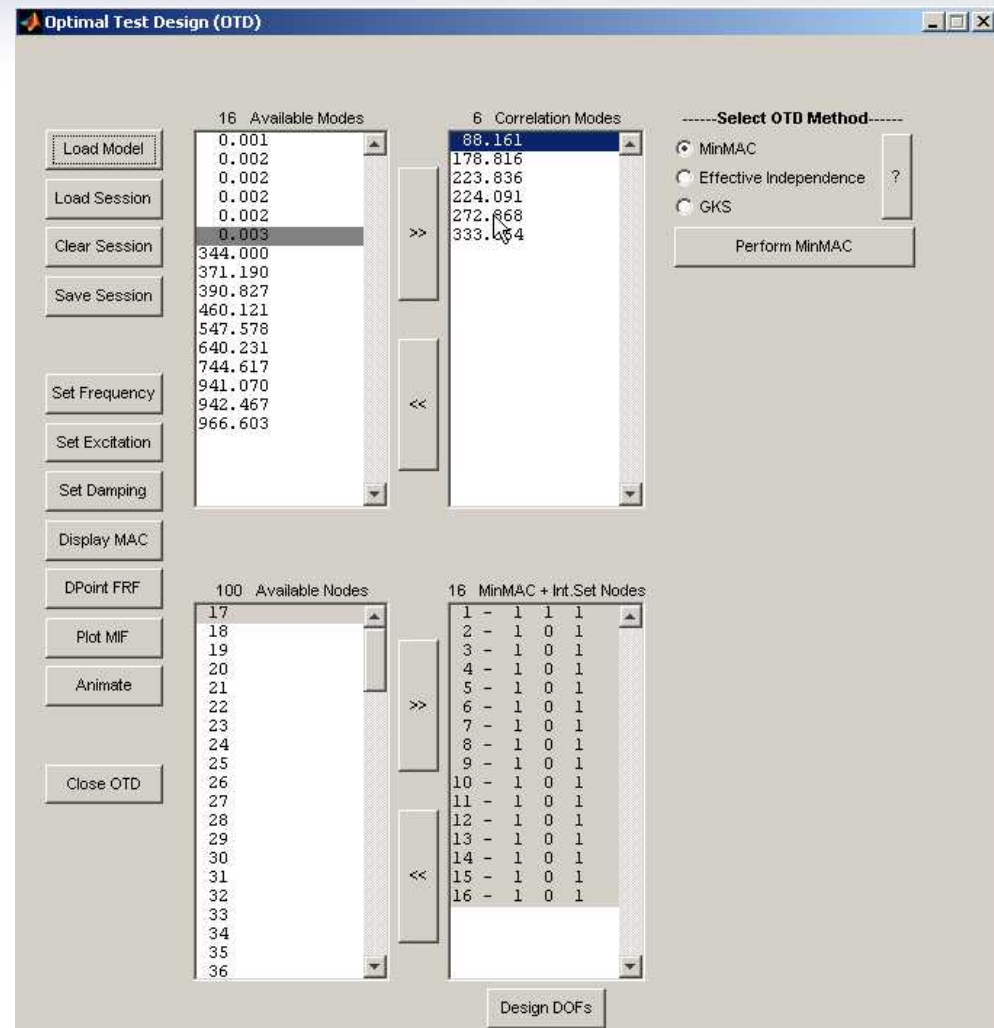 Optimal Test Design (OTD)
16 Available Modes
0.001
0.002
0.002
0.002
0.002
0.003
344.000
371.190
390.827
460.121
547.578
640.231
744.617
941.070
942.467
966.603
6 Correlation Modes
88.161
178.816
223.836
224.091
272.868
------Select OTD Method------
MinMAC
Effective Independence
GKS
?
Perform MinMAC
>>
<<
Load Model
Load Session
Clear Session
Save Session
Set Frequency
Set Excitation
Set Damping
Display MAC
DPoint FRF
Plot MIF
Animate
Close OTD
100 Available Nodes
17
18
19
20
21
22
23
24
25
26
27
28
29
30
31
32
33
34
35
36
>>
<<
16 MinMAC + Int.Set Nodes
1 - 1 1 1
2 - 1 0 1
3 - 1 0 1
4 - 1 0 1
5 - 1 0 1
6 - 1 0 1
7 - 1 0 1
8 - 1 0 1
9 - 1 0 1
10 - 1 0 1
11 - 1 0 1
12 - 1 0 1
13 - 1 0 1
14 - 1 0 1
15 - 1 0 1
16 - 1 0 1
Design DOFs